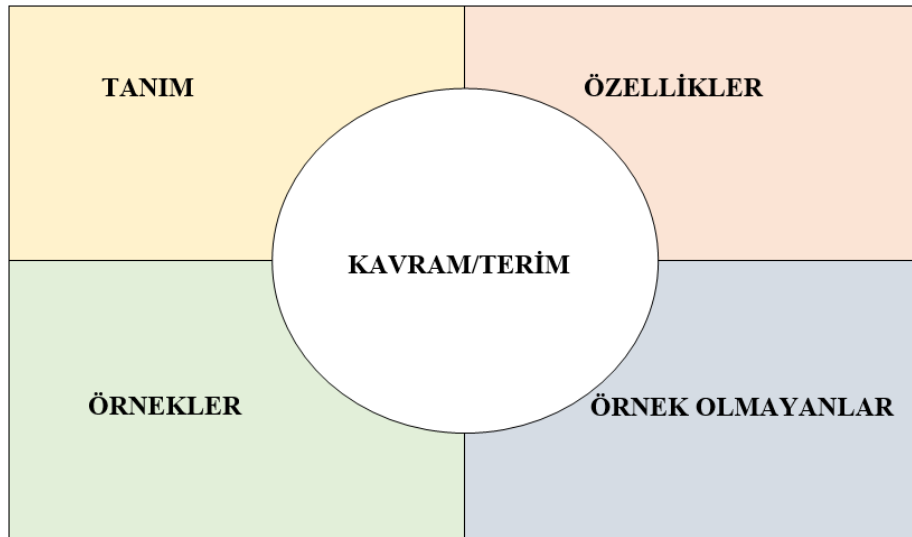 TANIM
ÖZELLİKLER
KAVRAM/TERİM
ÖRNEKLER
ÖRNEK OLMAYANLAR